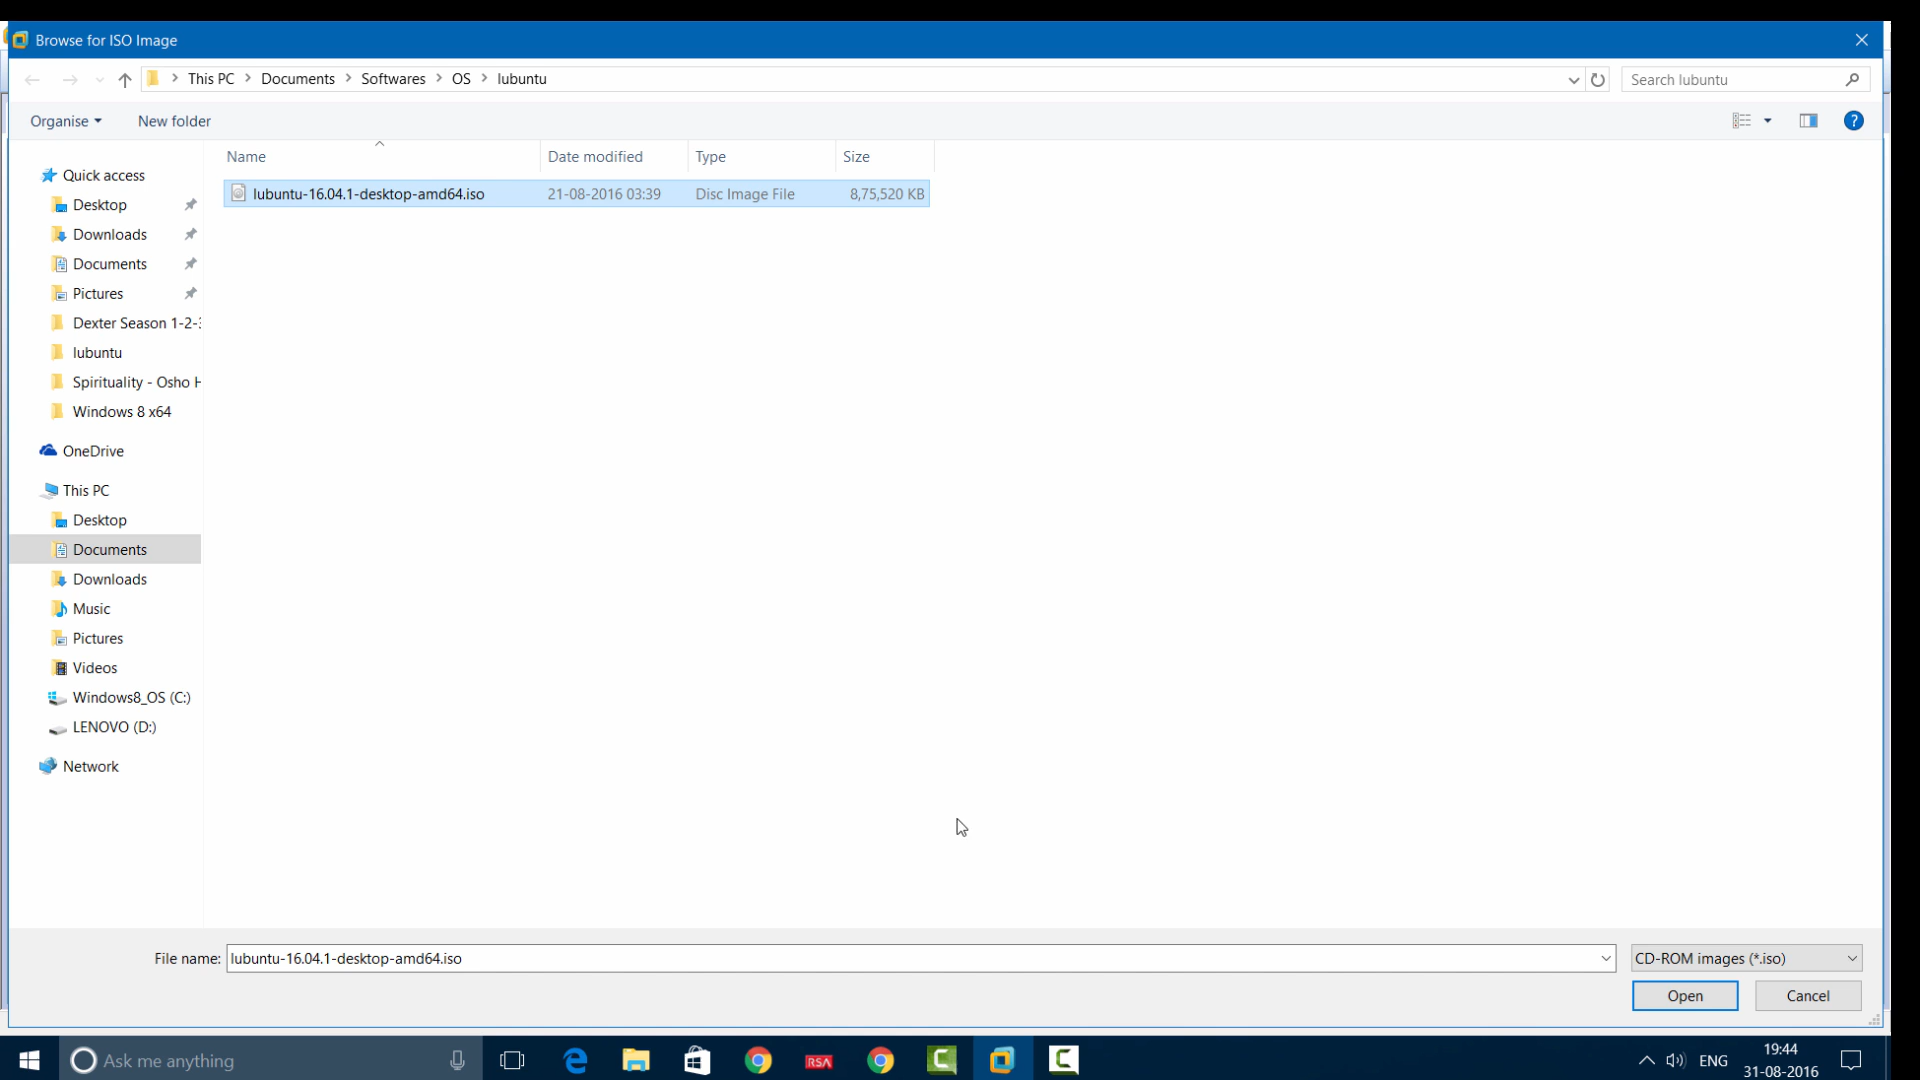 Browse for ISO Image
This PC > Documents > Softwares > OS > lubuntu
Search lubuntu
Organise
New folder
Name
Date modified
Type
Size
lubuntu-16.04.1-desktop-amd64.iso
21-08-2016 03:39
Disc Image File
8,75,520 KB
Quick access
Desktop
Downloads
Documents
Pictures
Dexter Season 1-2-3
lubuntu
Spirituality - Osho H
Windows 8 x64
OneDrive
This PC
Desktop
Documents
Downloads
Music
Pictures
Videos
Windows8_OS (C:)
LENOVO (D:)
Network
File name:
lubuntu-16.04.1-desktop-amd64.iso
CD-ROM images (*.iso)
Open
Cancel
Ask me anything
RSA
ENG
19:44
31-08-2016